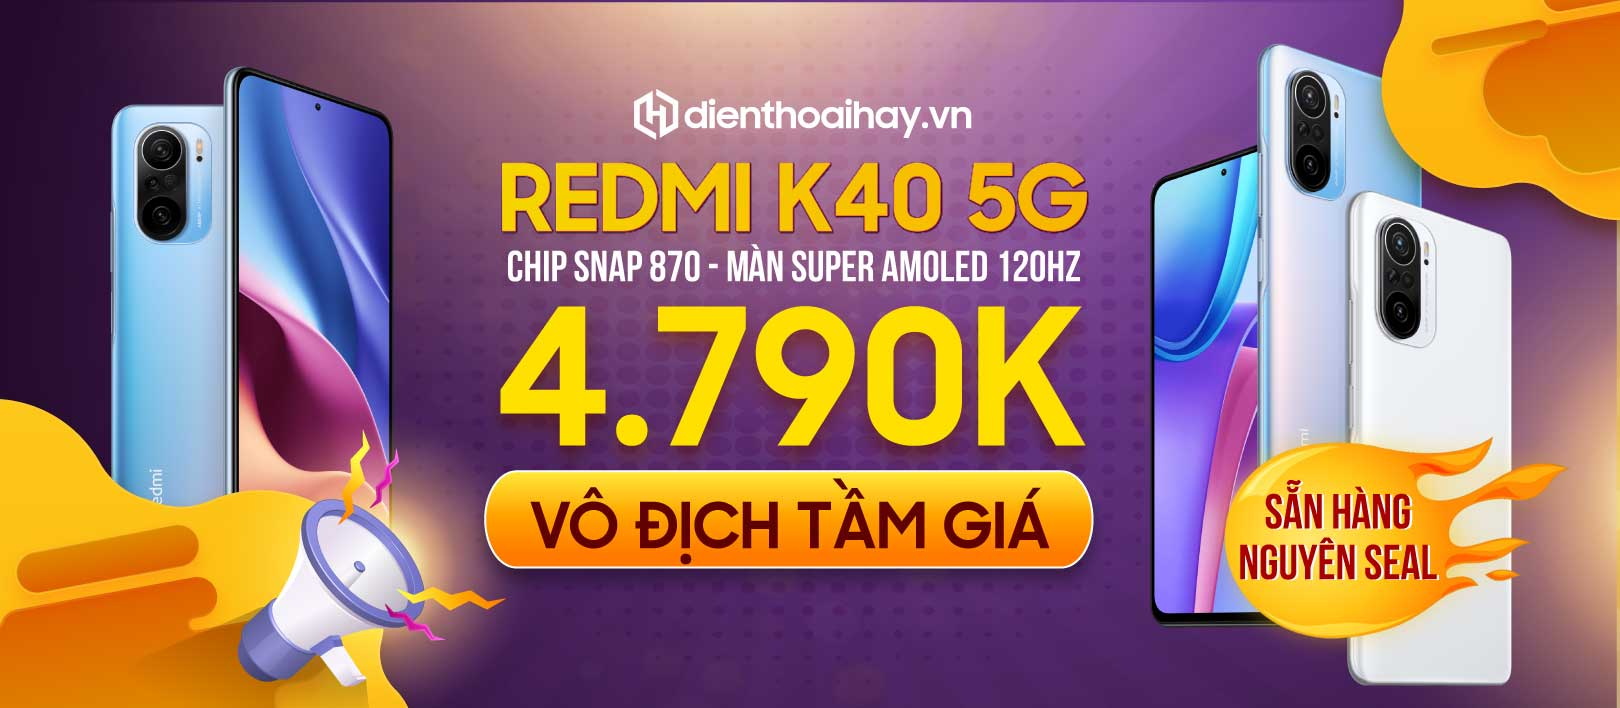 dienthoaihay.vn
REDMI K40 5G
CHIP SNAP 870 - MÀN SUPER AMOLED 120HZ
4.790K
VÔ ĐỊCH TẦM GIÁ
SẴN HÀNG
NGUYÊN SEAL